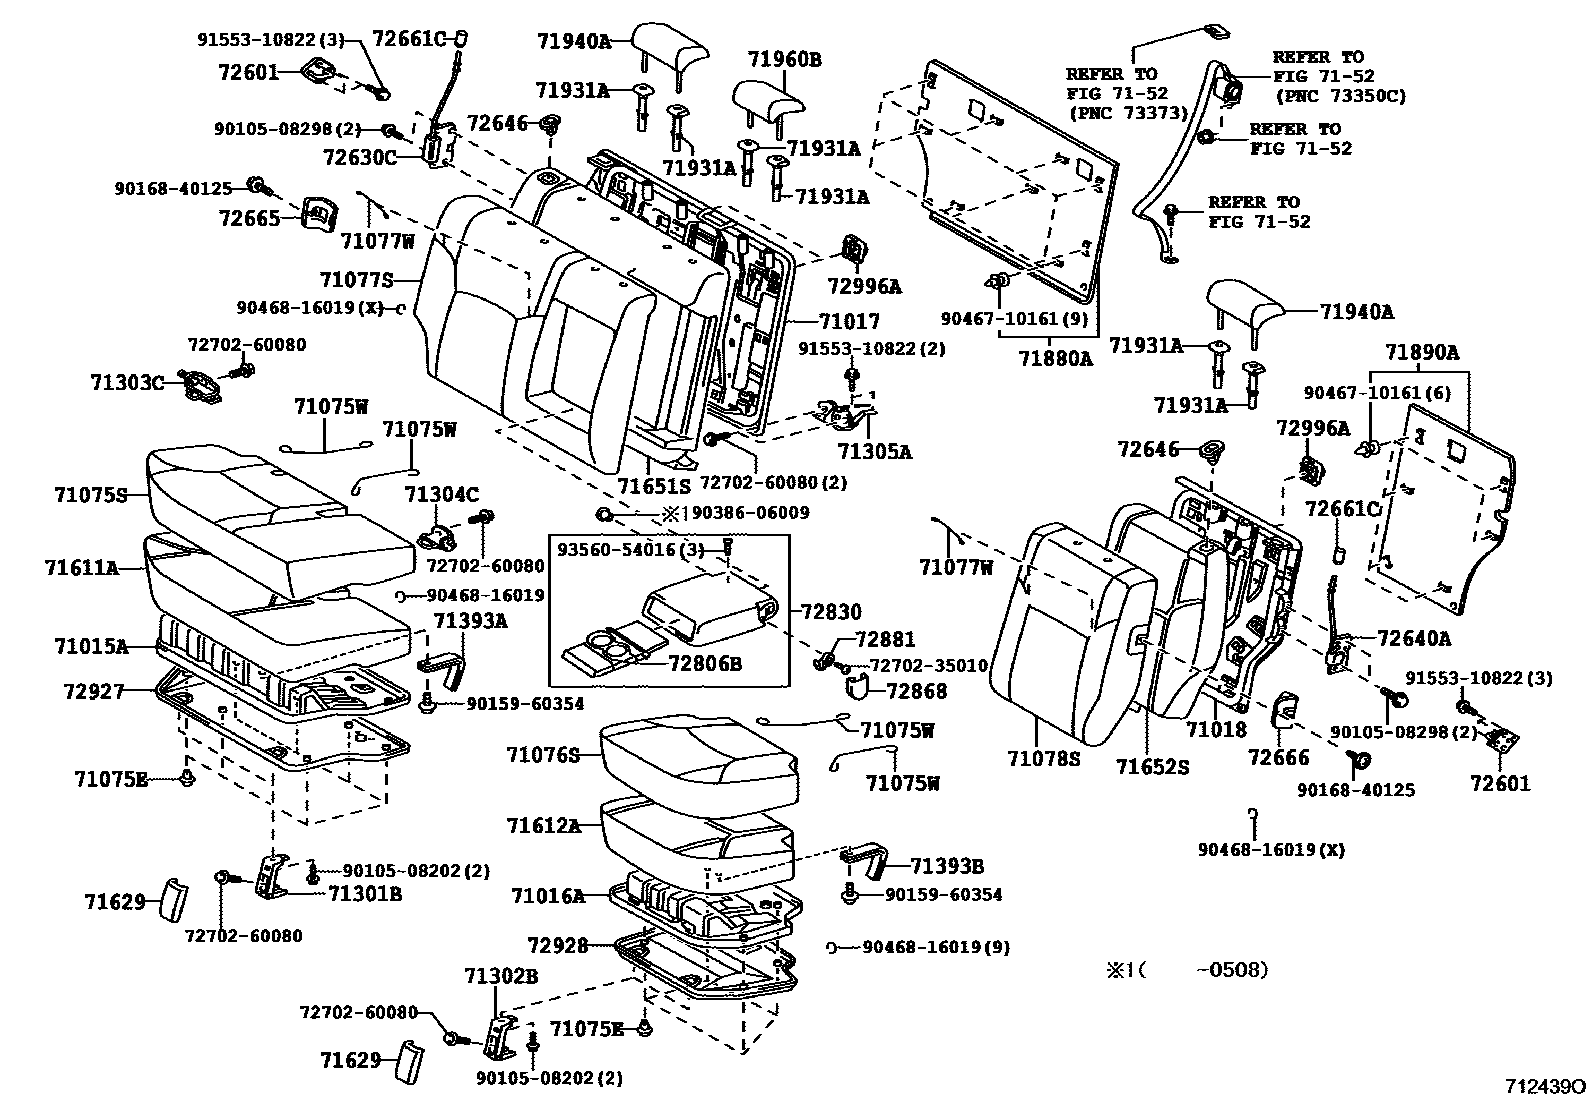 91553-10822(3)
72661C
71940A
71960B
72601
71931A
REFER TO
FIG 71-52
(PNC 73373)
REFER TO
FIG 71-52
(PNC 73350C)
90105-08298(2)
72646
72630C
71931A
71931A
71931A
REFER TO
FIG 71-52
90168-40125
72665
REFER TO
FIG 71-52
71077W
71077S
72996A
90468-16019(X)
71017
90467-10161(9)
71880A
71940A
72702-60080
91553-10822(2)
71931A
71890A
71303C
71075W
71931A
90467-10161(6)
71075W
71305A
72996A
72646
71075S
71304C
71651S
72702-60080(2)
72661C
※1 90386-06009
93560-54016(3)
71611A
72702-60080
71077W
90468-16019
71393A
72830
72881
72640A
71015A
72806B
72702-35010
91553-10822(3)
72927
72868
90159-60354
71018
90105-08298(2)
71075W
71076S
71078S
71652S
72666
72601
71075E
71075W
90168-40125
71612A
90468-16019(X)
90105-08202(2)
71393B
71301B
71629
71016A
90159-60354
72702-60080
72928
90468-16019(9)
71302B
※1(      -0508)
72702-60080
71075E
71629
90105-08202(2)
712439O